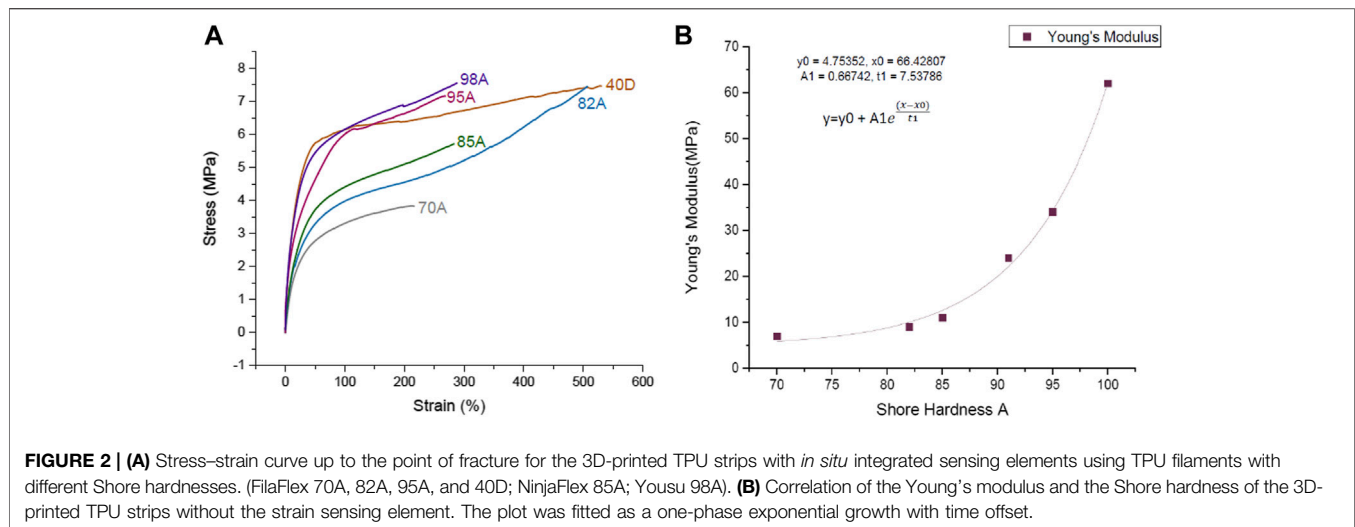 A
8
7
6
5
4
3
2
1
0
-1
Stress (MPa)
98A
95A
40D
82A
85A
70A
0 100 200 300 400 500 600
Strain (%)
B
Young's Modulus
70
60
50
40
30
20
10
0
Young's Modulus(MPa)
y0 = 4.75352, x0 = 66.42807
A1 = 0.66742, t1 = 7.53786
y=y0 + A1e^((x−x0)/t1)
70 75 80 85 90 95 100
Shore Hardness A
FIGURE 2 | (A) Stress–strain curve up to the point of fracture for the 3D-printed TPU strips with in situ integrated sensing elements using TPU filaments with
different Shore hardnesses. (FilaFlex 70A, 82A, 95A, and 40D; NinjaFlex 85A; Yousu 98A). (B) Correlation of the Young's modulus and the Shore hardness of the 3D-
printed TPU strips without the strain sensing element. The plot was fitted as a one-phase exponential growth with time offset.